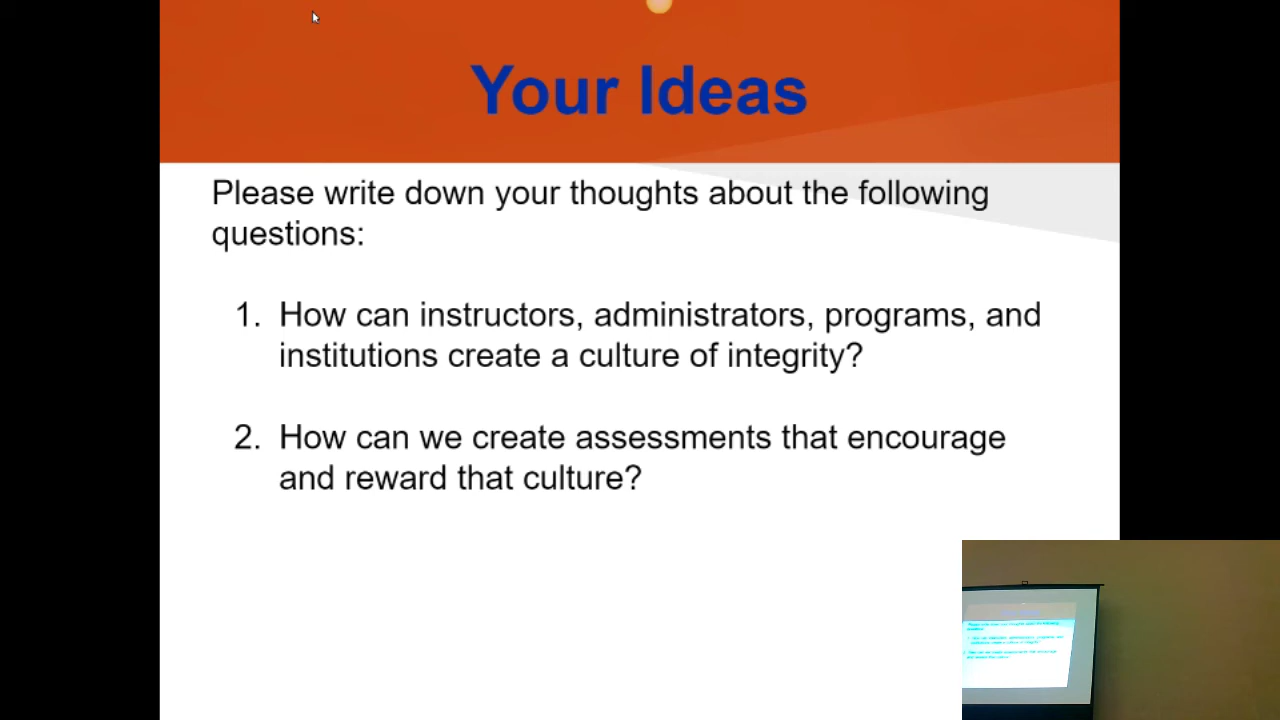 Your Ideas
Please write down your thoughts about the following
questions:
1. How can instructors, administrators, programs, and
institutions create a culture of integrity?
2. How can we create assessments that encourage
and reward that culture?